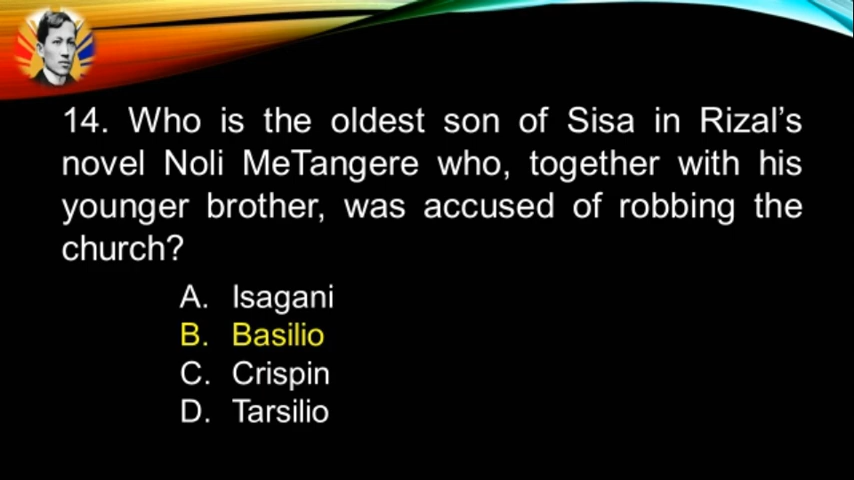 14. Who is the oldest son of Sisa in Rizal's
novel Noli MeTangere who, together with his
younger brother, was accused of robbing the
church?
A. Isagani
B. Basilio
C. Crispin
D. Tarsilio